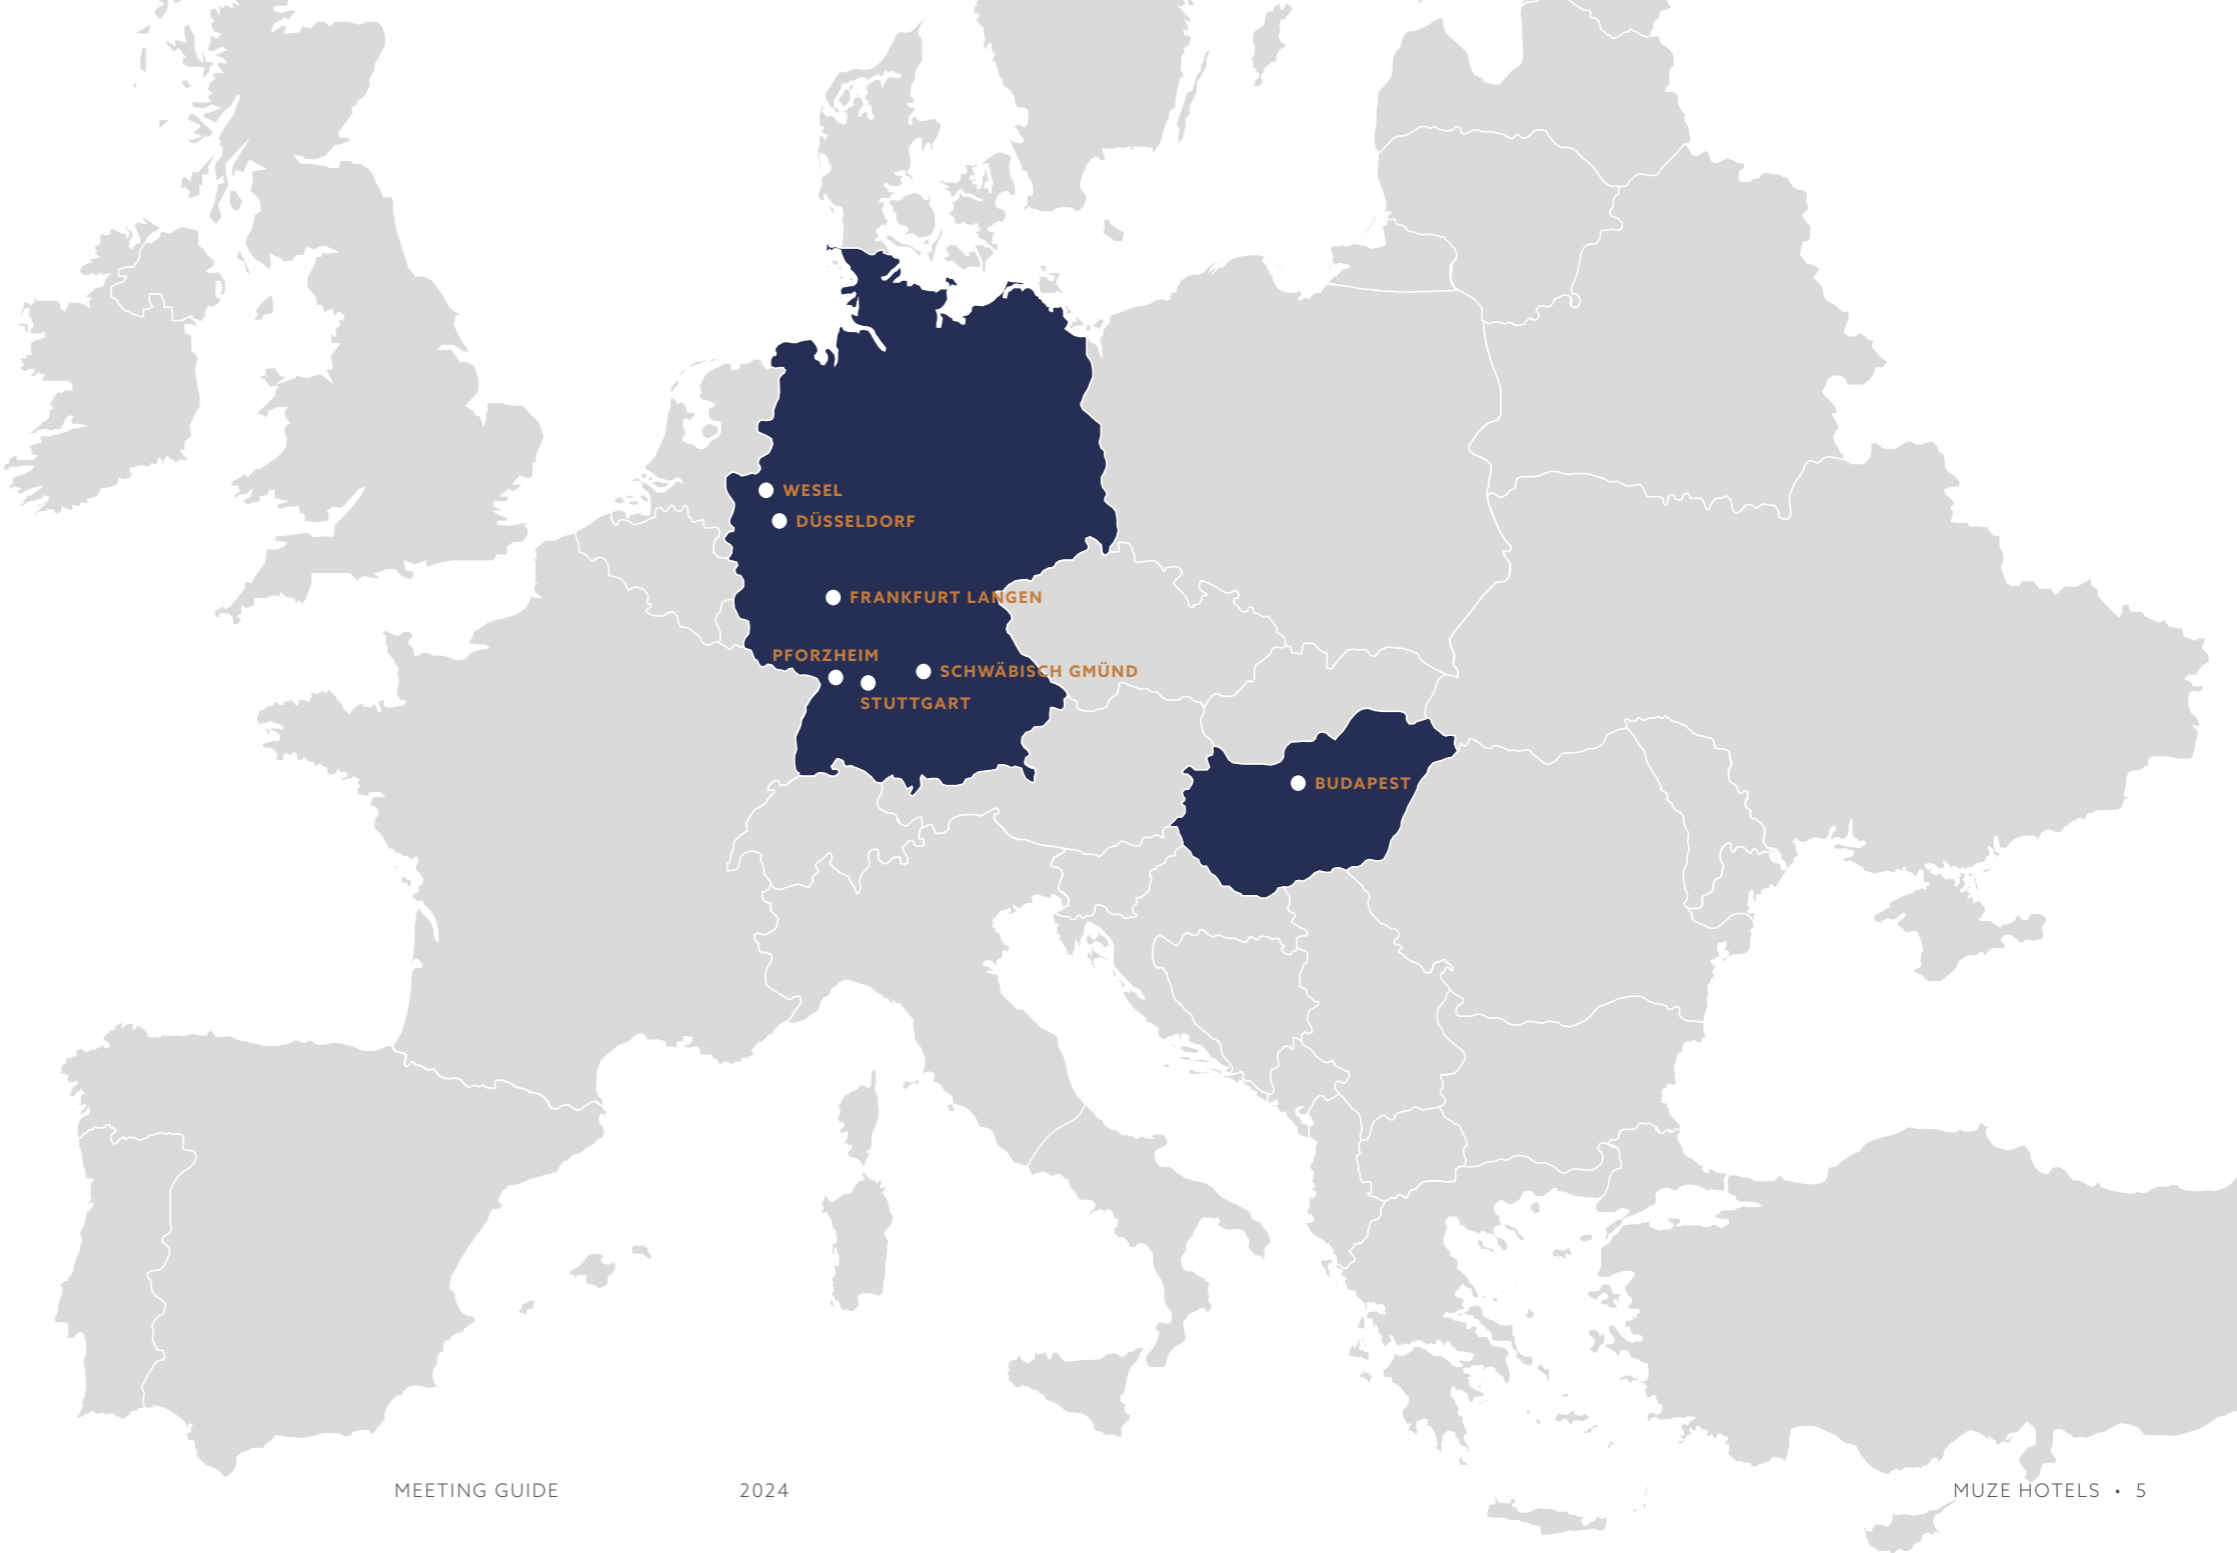 WESEL
DÜSSELDORF
FRANKFURT LANGEN
PFORZHEIM
SCHWÄBISCH GMÜND
STUTTGART
BUDAPEST
MEETING GUIDE 2024 MUZE HOTELS • 5